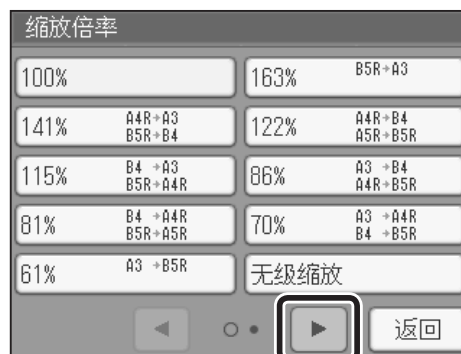 缩放倍率
100%
163% B5R→A3
141% A4R→A3
B5R→B4
122% A4R→B4
A5R→B5R
115% B4 →A3
B5R→A4R
86% A3 →B4
A4R→B5R
81% B4 →A4R
B5R→A5R
70% A3 →A4R
B4 →B5R
61% A3 →B5R
无级缩放
返回